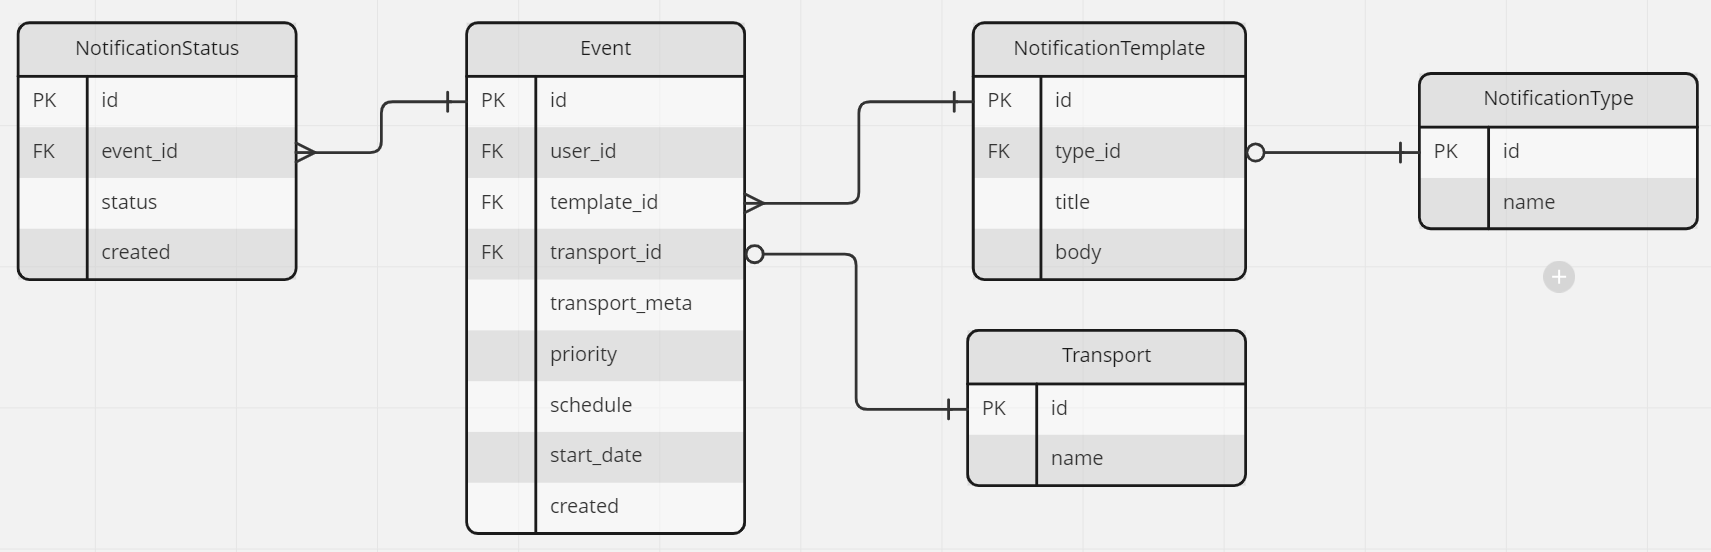 NotificationStatus
PK id
FK event_id
status
created
Event
PK id
FK user_id
FK template_id
FK transport_id
transport_meta
priority
schedule
start_date
created
NotificationTemplate
PK id
FK type_id
title
body
Transport
PK id
name
NotificationType
PK id
name